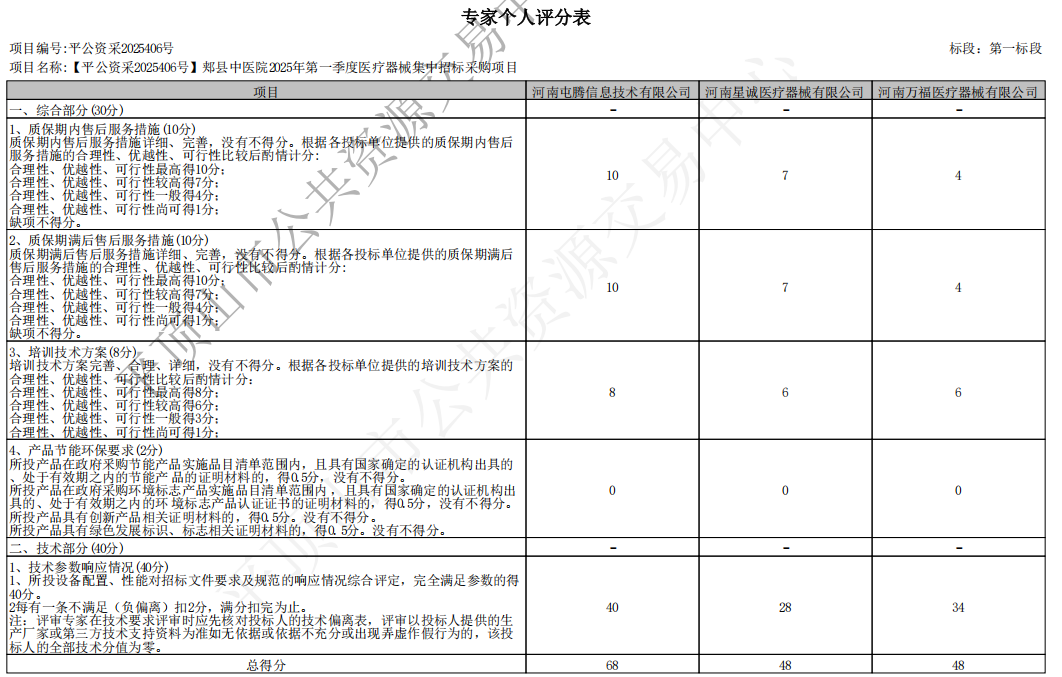 专家个人评分表
项目编号:平公资采2025406号
标段: 第一标段
项目名称:【平公资采2025406号】郏县中医院2025年第一季度医疗器械集中招标采购项目
项目 河南屯腾信息技术有限公司 河南星诚医疗器械有限公司 河南万福医疗器械有限公司
一、综合部分(30分) - - -
1、质保期内售后服务措施(10分)
质保期内售后服务措施详细、完善，没有不得分。根据各投标单位提供的质保期内售后
服务措施的合理性、优越性、可行性比较后酌情计分:
合理性、优越性、可行性最高得10分;
合理性、优越性、可行性较高得7分;
合理性、优越性、可行性一般得4分;
合理性、优越性、可行性尚可得1分;
缺项不得分。
10 7 4
2、质保期满后售后服务措施(10分)
质保期满后售后服务措施详细、完善，没有不得分。根据各投标单位提供的质保期满后
售后服务措施的合理性、优越性、可行性比较后酌情计分:
合理性、优越性、可行性最高得10分;
合理性、优越性、可行性较高得7分;
合理性、优越性、可行性一般得4分;
合理性、优越性、可行性尚可得1分;
缺项不得分。
10 7 4
3、培训技术方案(8分)
培训技术方案完善、合理、详细，没有不得分。根据各投标单位提供的培训技术方案的
合理性、优越性、可行性比较后酌情计分:
合理性、优越性、可行性最高得8分;
合理性、优越性、可行性较高得6分;
合理性、优越性、可行性一般得3分;
合理性、优越性、可行性尚可得1分;
8 6 6
4、产品节能环保要求(2分)
所投产品在政府采购节能产品实施品目清单范围内，且具有国家确定的认证机构出具的
、处于有效期之内的节能产 品的证明材料的，得0.5分，没有不得分。
所投产品在政府采购环境标志产品实施品目清单范围内 ，且具有国家确定的认证机构出
具的、处于有效期之内的环 境标志产品认证证书的证明材料的，得0.5分，没有不得分。
所投产品具有创新产品相关证明材料的，得0.5分。没有不得分。
所投产品具有绿色发展标识、标志相关证明材料的，得0.5分。没有不得分。
0 0 0
二、技术部分(40分) - - -
1、技术参数响应情况(40分)
1、所投设备配置、性能对招标文件要求及规范的响应情况综合评定，完全满足参数的得
40分。
2每有一条不满足（负偏离）扣2分，满分扣完为止。
注：评审专家在技术要求评审时应先核对投标人的技术偏离表，评审以投标人提供的生
产厂家或第三方技术支持资料为准如无依据或依据不充分或出现弄虚作假行为的，该投
标人的全部技术分值为零。
40 28 34
总得分 68 48 48
平顶山市公共资源交易中
平顶山市公共资源交易中心